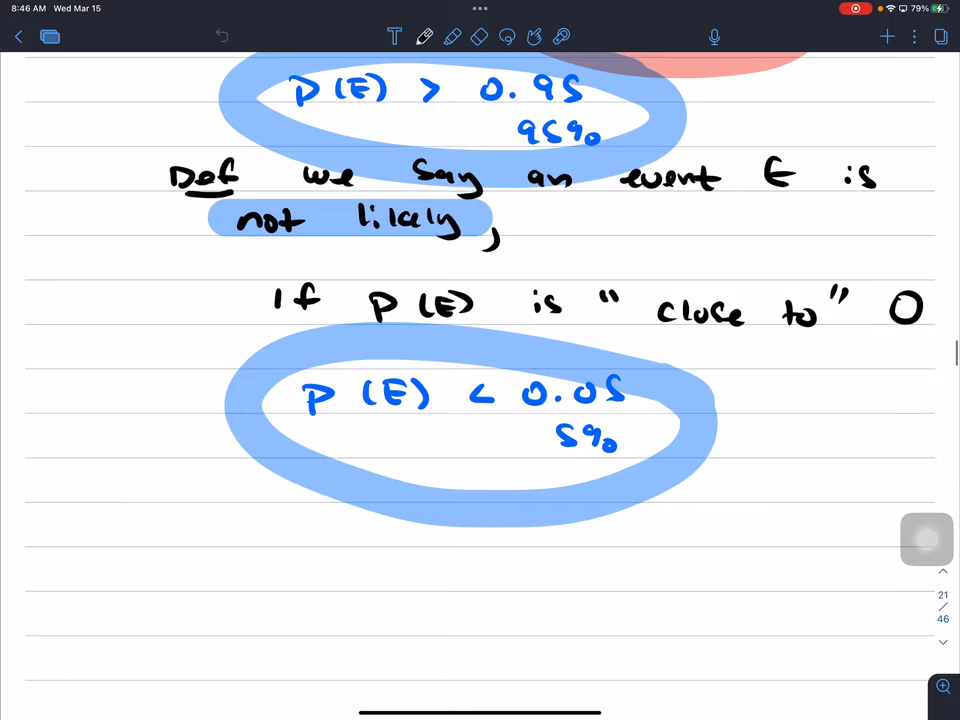 8:46 AM Wed Mar 15
79%
P(E) > 0.95
95%
Def we say an event E is
not likely,
If P(E) is "close to" 0
P(E) < 0.05
5%
21
/
46